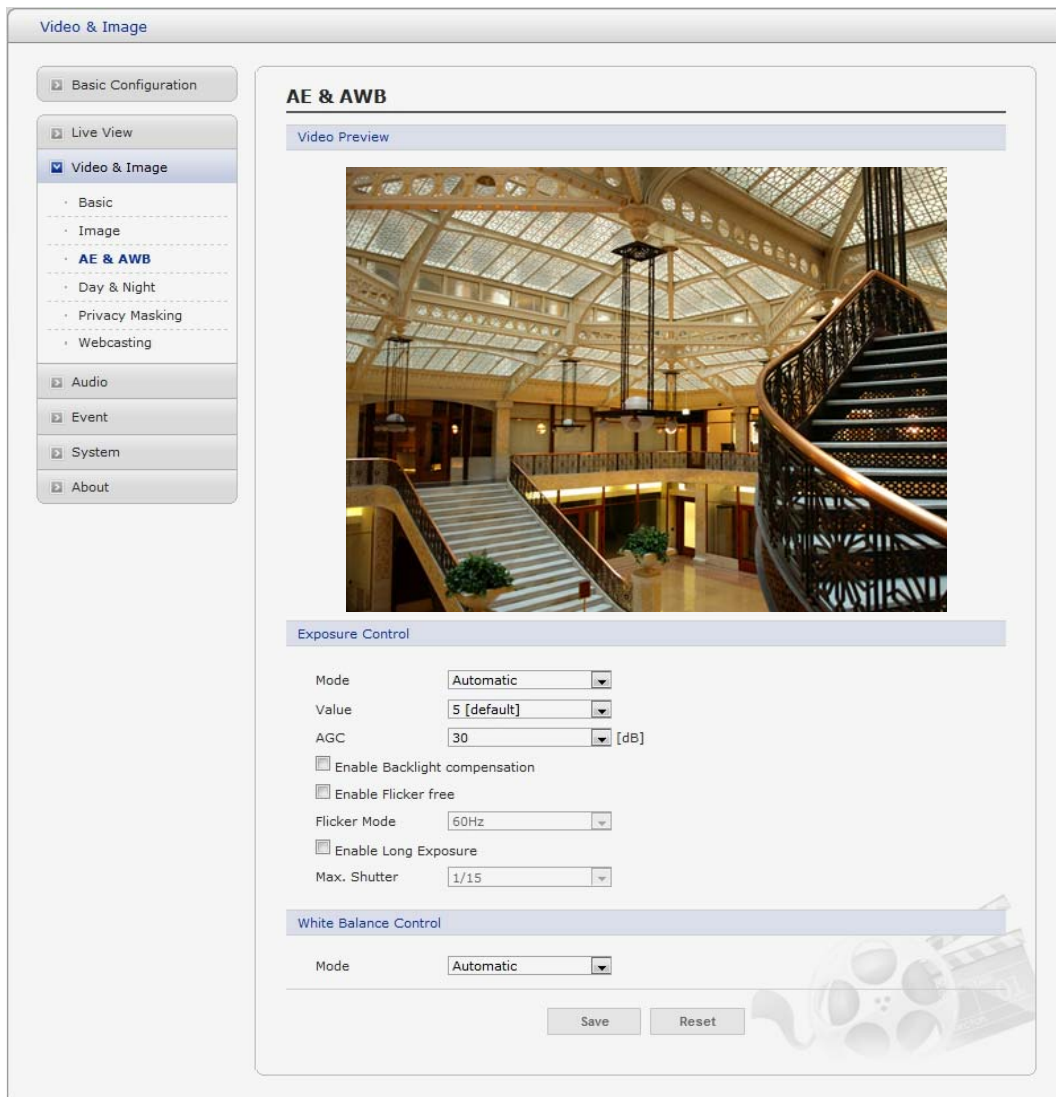 Video & Image
Basic Configuration
Live View
Video & Image
Basic
Image
AE & AWB
Day & Night
Privacy Masking
Webcasting
Audio
Event
System
About
AE & AWB
Video Preview
Exposure Control
Mode Automatic
Value 5 [default]
AGC 30 [dB]
Enable Backlight compensation
Enable Flicker free
Flicker Mode 60Hz
Enable Long Exposure
Max. Shutter 1/15
White Balance Control
Mode Automatic
Save Reset